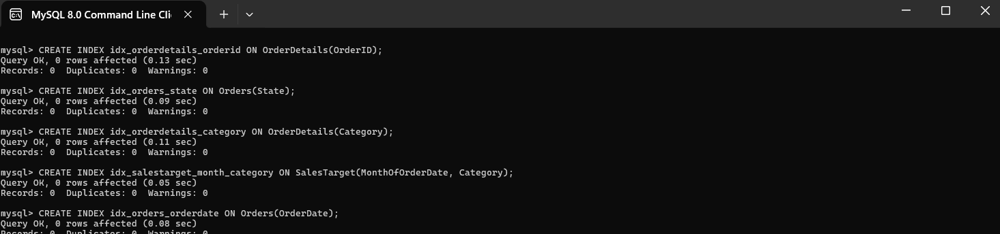 MySQL 8.0 Command Line Cli
mysql> CREATE INDEX idx_orderdetails_orderid ON OrderDetails(OrderID);
Query OK, 0 rows affected (0.13 sec)
Records: 0  Duplicates: 0  Warnings: 0
mysql> CREATE INDEX idx_orders_state ON Orders(State);
Query OK, 0 rows affected (0.09 sec)
Records: 0  Duplicates: 0  Warnings: 0
mysql> CREATE INDEX idx_orderdetails_category ON OrderDetails(Category);
Query OK, 0 rows affected (0.11 sec)
Records: 0  Duplicates: 0  Warnings: 0
mysql> CREATE INDEX idx_salestarget_month_category ON SalesTarget(MonthOfOrderDate, Category);
Query OK, 0 rows affected (0.05 sec)
Records: 0  Duplicates: 0  Warnings: 0
mysql> CREATE INDEX idx_orders_orderdate ON Orders(OrderDate);
Query OK, 0 rows affected (0.08 sec)
Records: 0  Duplicates: 0  Warnings: 0